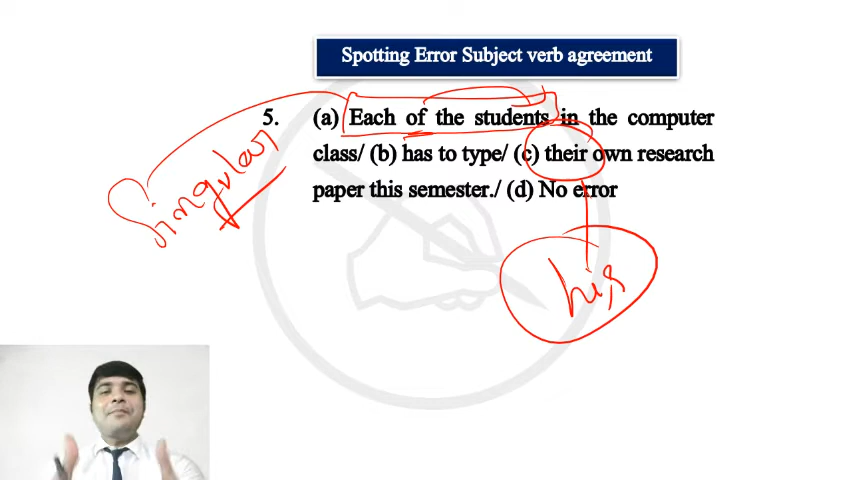 Spotting Error Subject verb agreement
5. (a) Each of the students in the computer
class/ (b) has to type/ (c) their own research
paper this semester./ (d) No error
Singular
his